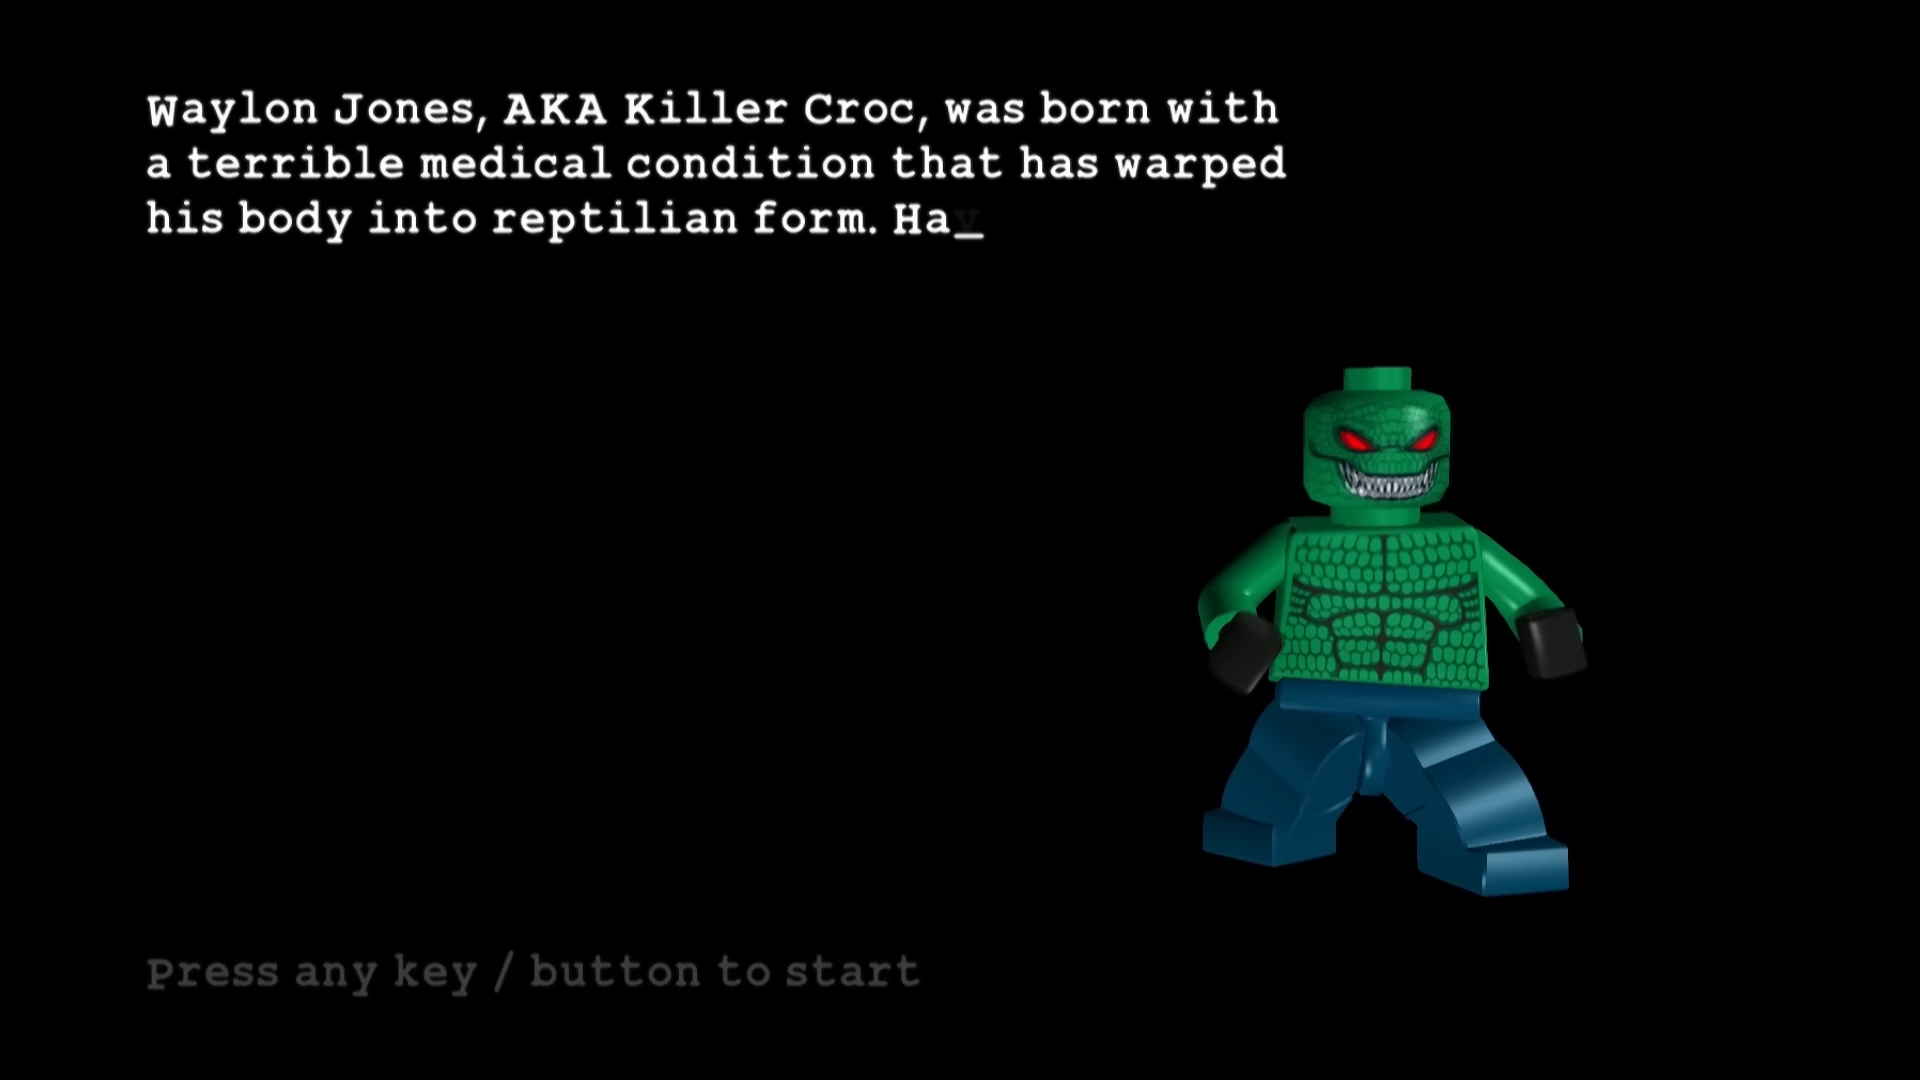 Waylon Jones, AKA Killer Croc, was born with
a terrible medical condition that has warped
his body into reptilian form. Hav_
Press any key / button to start